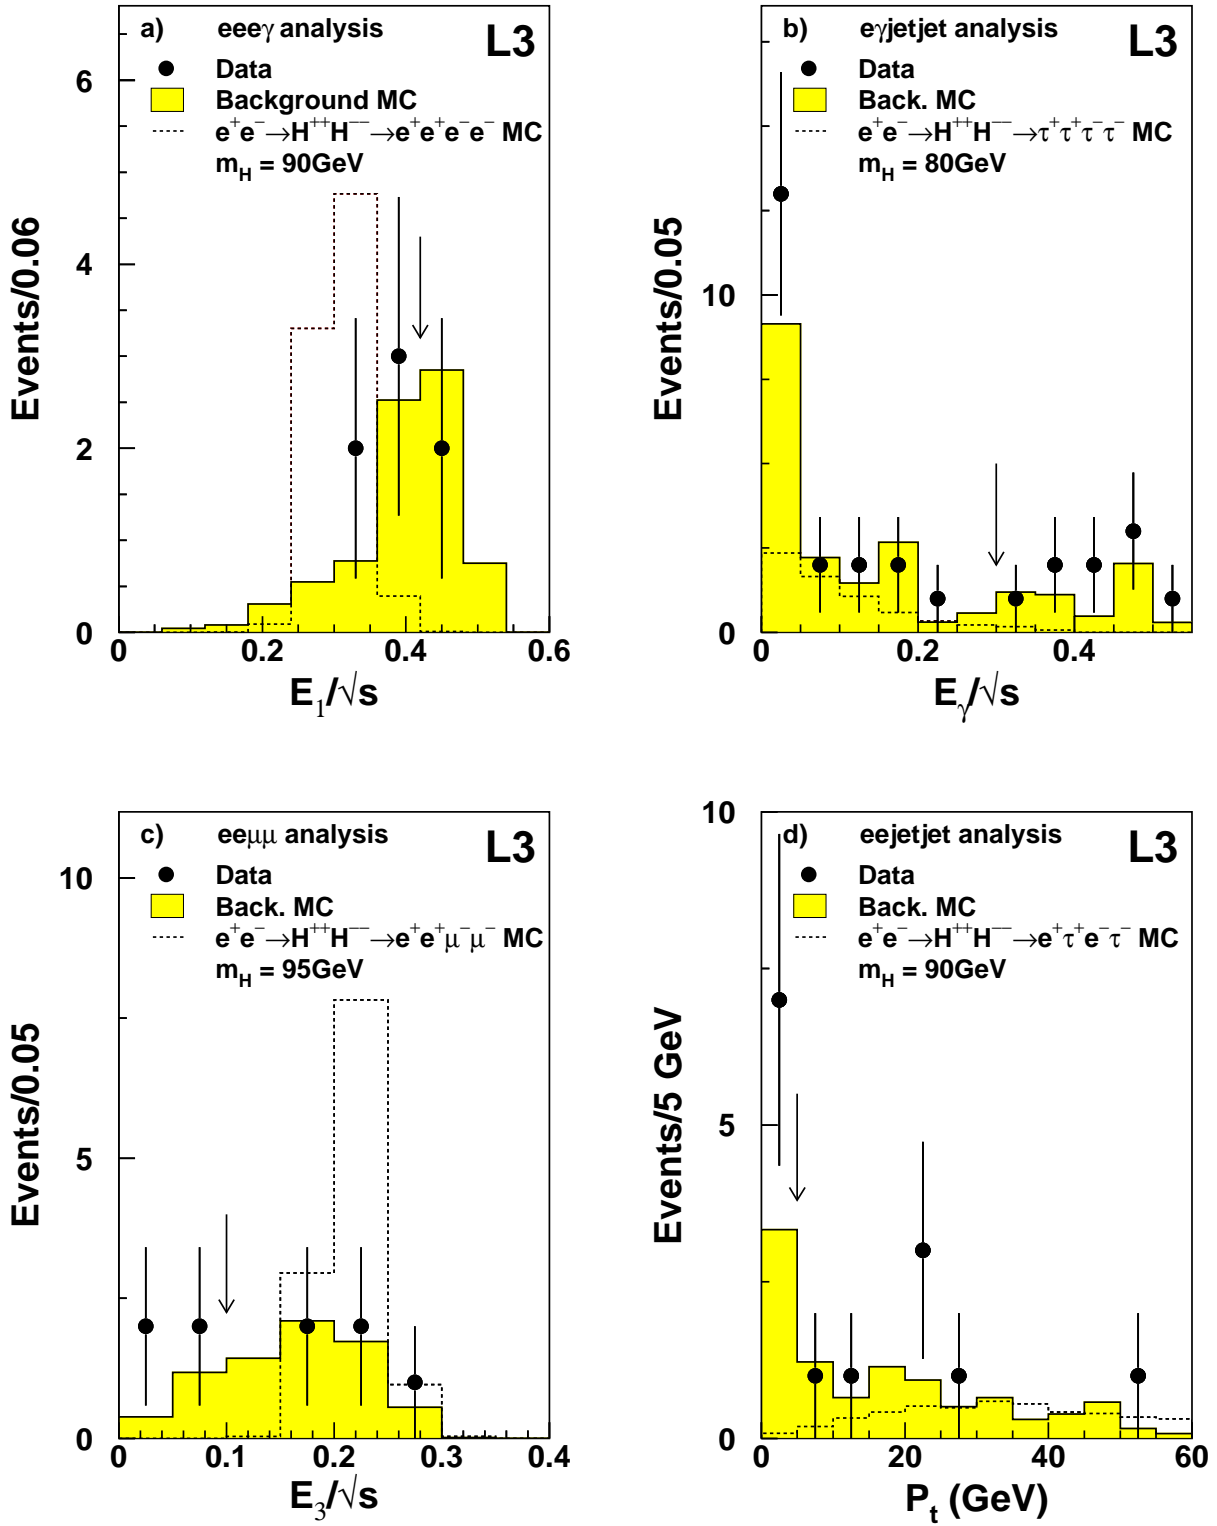 a) eeeγ analysis L3
Data
Background MC
e⁺e⁻→H⁺⁺H⁻⁻→e⁺e⁺e⁻e⁻ MC
m_H = 90GeV
Events/0.06
6
4
2
0
0 0.2 0.4 0.6
E₁/√s
b) eγjetjet analysis L3
Data
Back. MC
e⁺e⁻→H⁺⁺H⁻⁻→τ⁺τ⁺τ⁻τ⁻ MC
m_H = 80GeV
Events/0.05
10
0
0 0.2 0.4
E_γ/√s
c) eeμμ analysis L3
Data
Back. MC
e⁺e⁻→H⁺⁺H⁻⁻→e⁺e⁺μ⁻μ⁻ MC
m_H = 95GeV
Events/0.05
10
5
0
0 0.1 0.2 0.3 0.4
E₃/√s
d) eejetjet analysis L3
Data
Back. MC
e⁺e⁻→H⁺⁺H⁻⁻→e⁺τ⁺e⁻τ⁻ MC
m_H = 90GeV
Events/5 GeV
10
5
0
0 20 40 60
P_t (GeV)